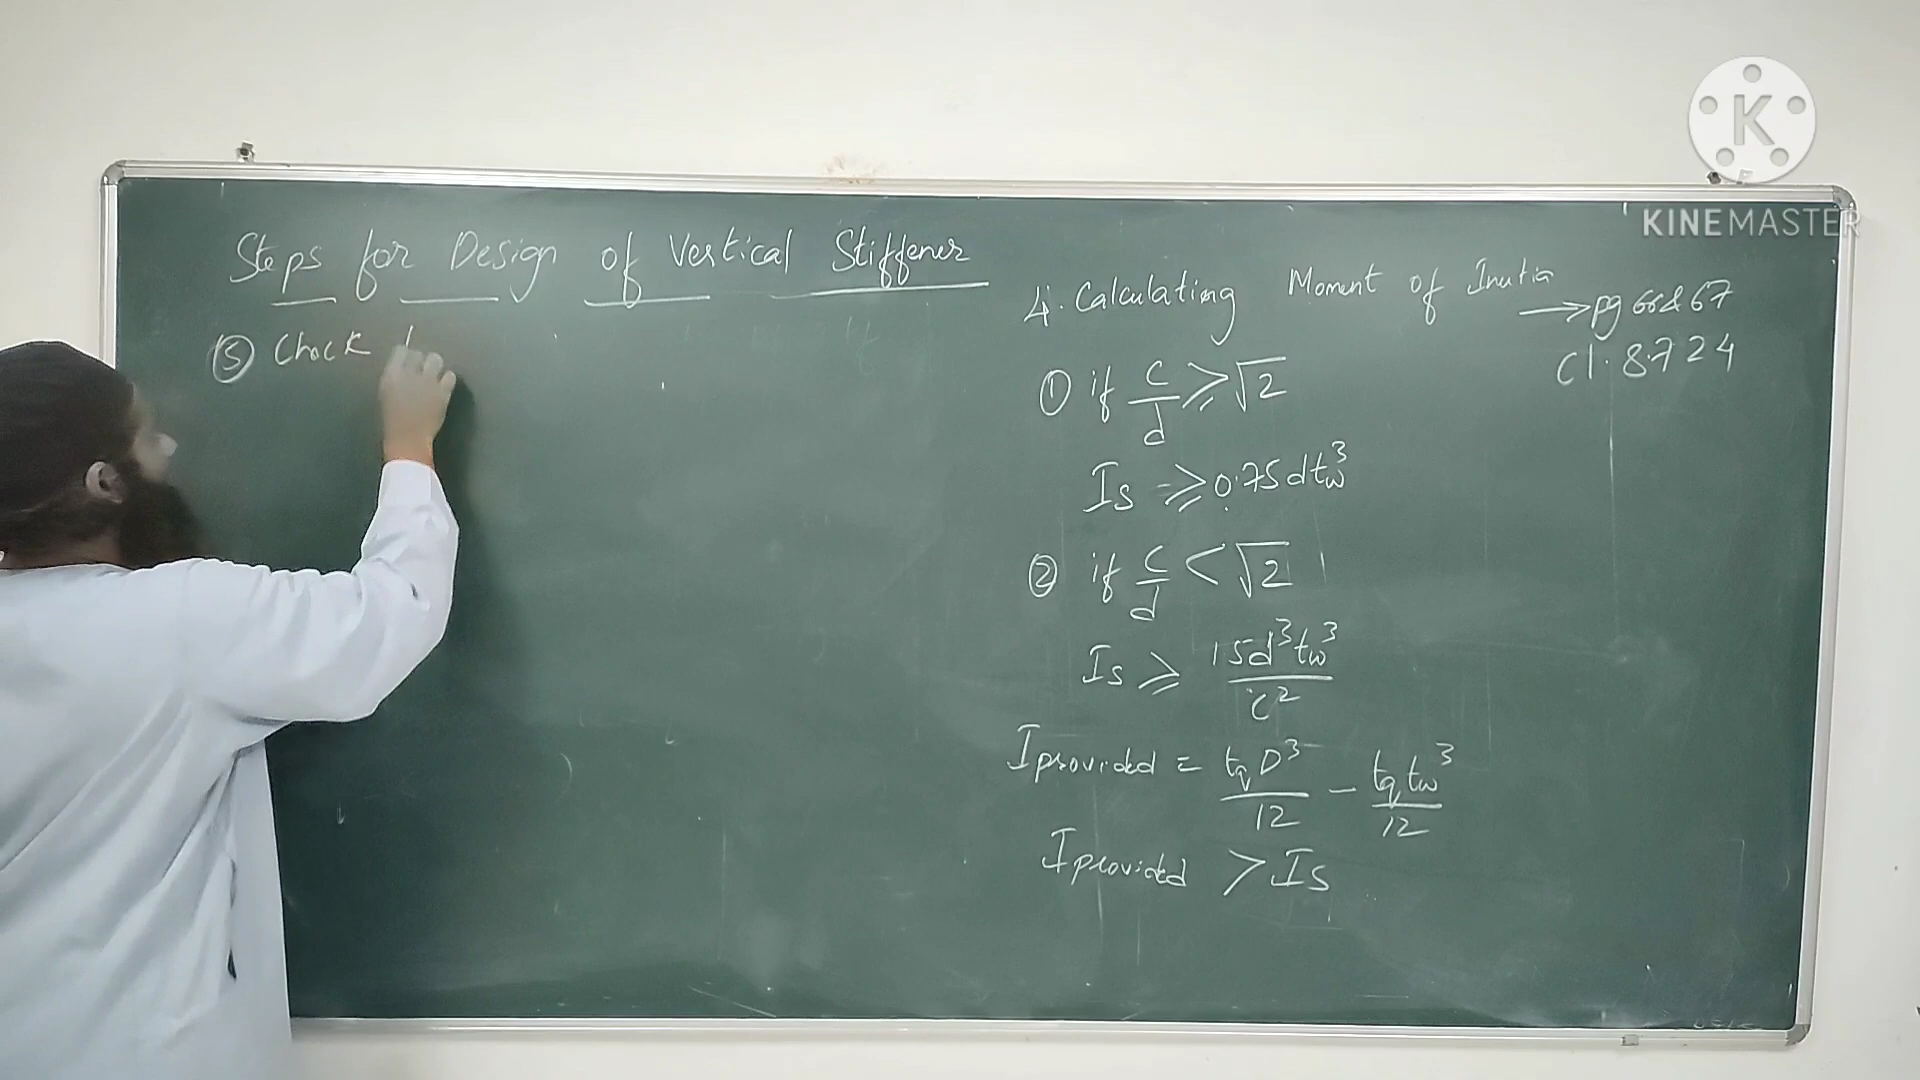 Steps for Design of Vertical Stiffener
⑤ Check
4. Calculating Moment of Inertia → pg 66 & 67
Cl. 8.7 2 4
① if c/d ≥ √2
Is ≥ 0.75 d tw³
② if c/d < √2
Is ≥ 1.5 d³ tw³ / c²
I provided = tq D³ / 12 − tq tw³ / 12
I provided > Is
K
KINEMASTER